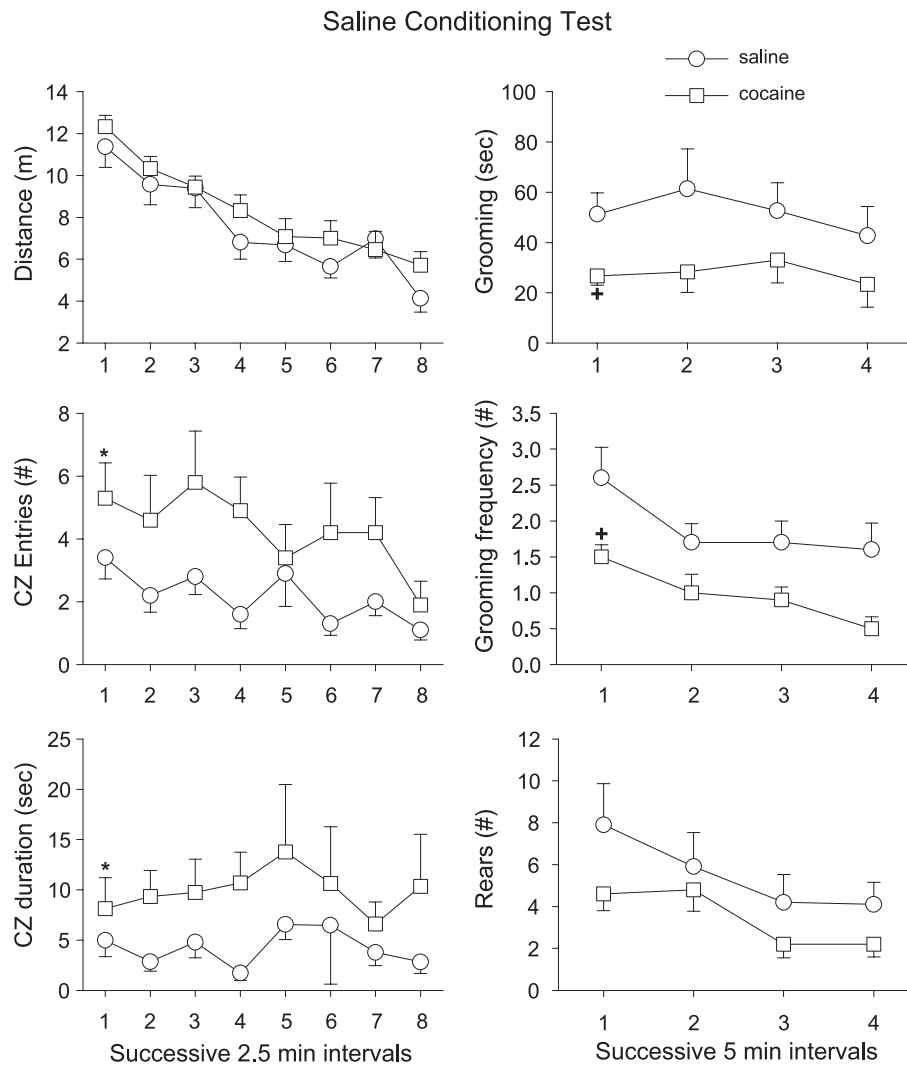 Saline Conditioning Test
saline
cocaine
Distance (m)
14
12
10
8
6
4
2
1 2 3 4 5 6 7 8
Grooming (sec)
100
80
60
40
20
0
+
1 2 3 4
CZ Entries (#)
8
6
4
2
0
*
1 2 3 4 5 6 7 8
Grooming frequency (#)
3.5
3.0
2.5
2.0
1.5
1.0
0.5
0.0
+
1 2 3 4
CZ duration (sec)
25
20
15
10
5
0
*
1 2 3 4 5 6 7 8
Successive 2.5 min intervals
Rears (#)
12
10
8
6
4
2
0
1 2 3 4
Successive 5 min intervals